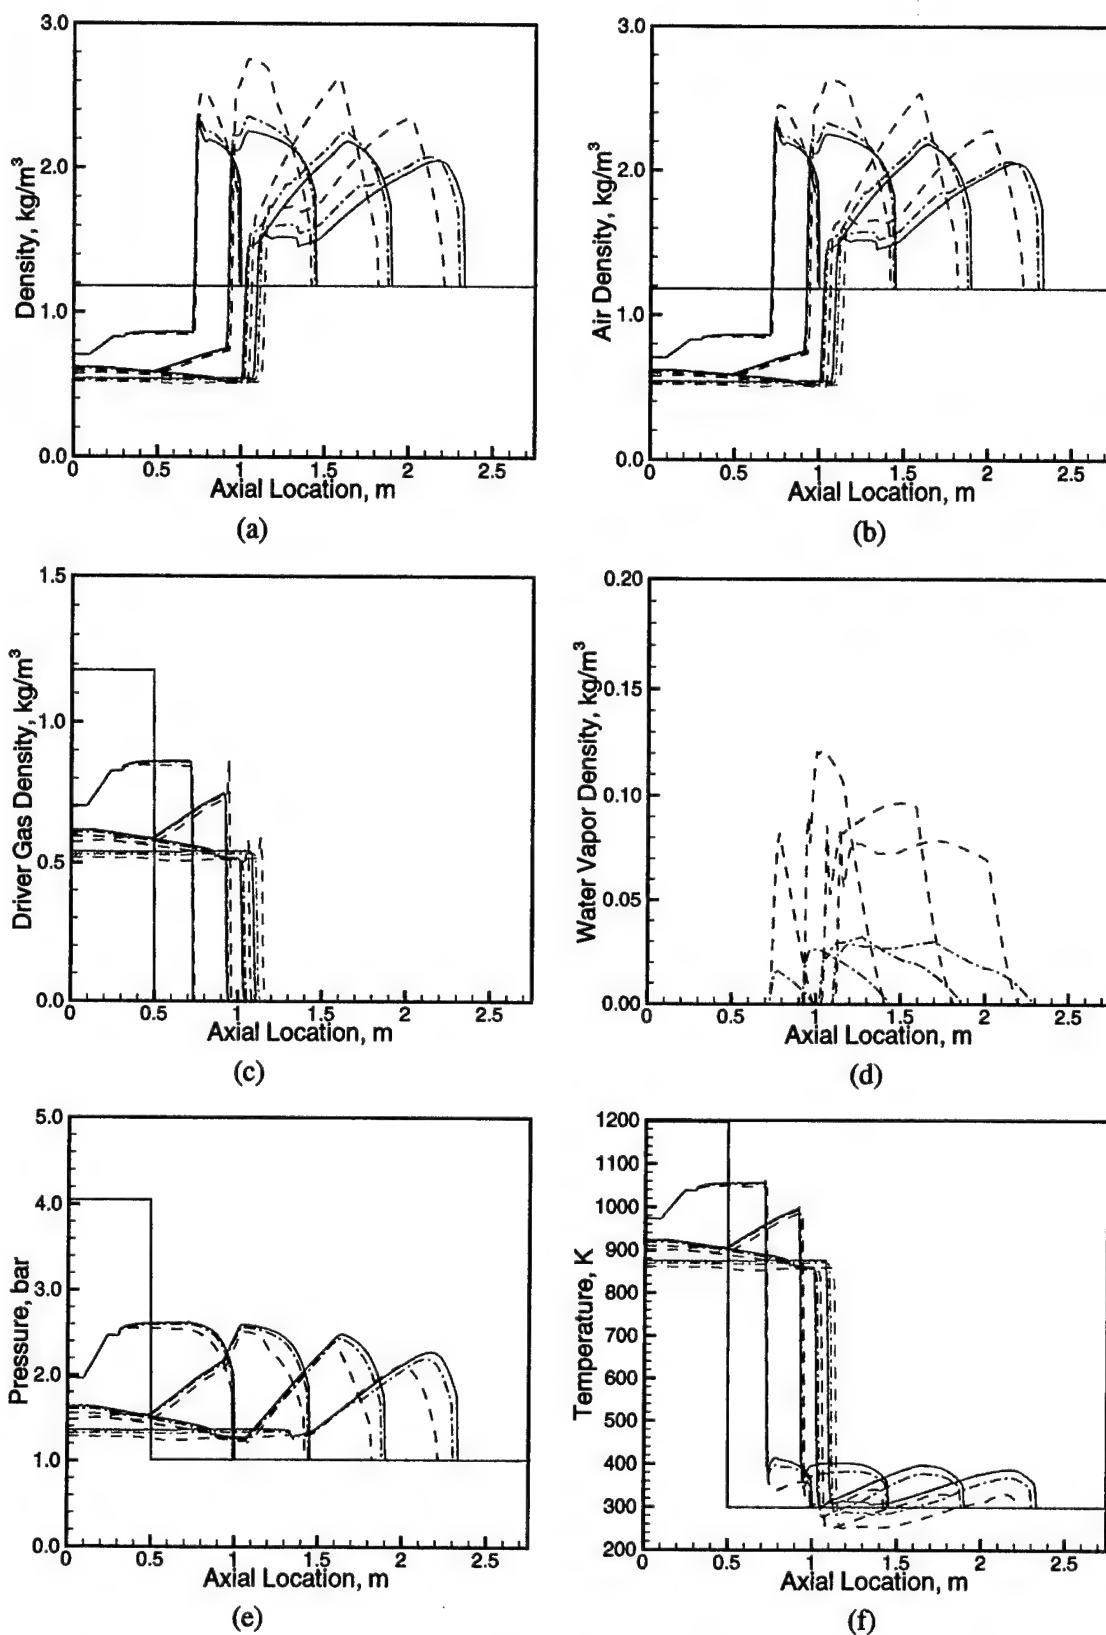 3.0
2.0
1.0
0.0
Density, kg/m³
0 0.5 1 1.5 2 2.5
Axial Location, m
(a)
3.0
2.0
1.0
0.0
Air Density, kg/m³
0 0.5 1 1.5 2 2.5
Axial Location, m
(b)
1.5
1.0
0.5
0.0
Driver Gas Density, kg/m³
0 0.5 1 1.5 2 2.5
Axial Location, m
(c)
0.20
0.15
0.10
0.05
0.00
Water Vapor Density, kg/m³
0 0.5 1 1.5 2 2.5
Axial Location, m
(d)
5.0
4.0
3.0
2.0
1.0
0.0
Pressure, bar
0 0.5 1 1.5 2 2.5
Axial Location, m
(e)
1200
1100
1000
900
800
700
600
500
400
300
200
Temperature, K
0 0.5 1 1.5 2 2.5
Axial Location, m
(f)